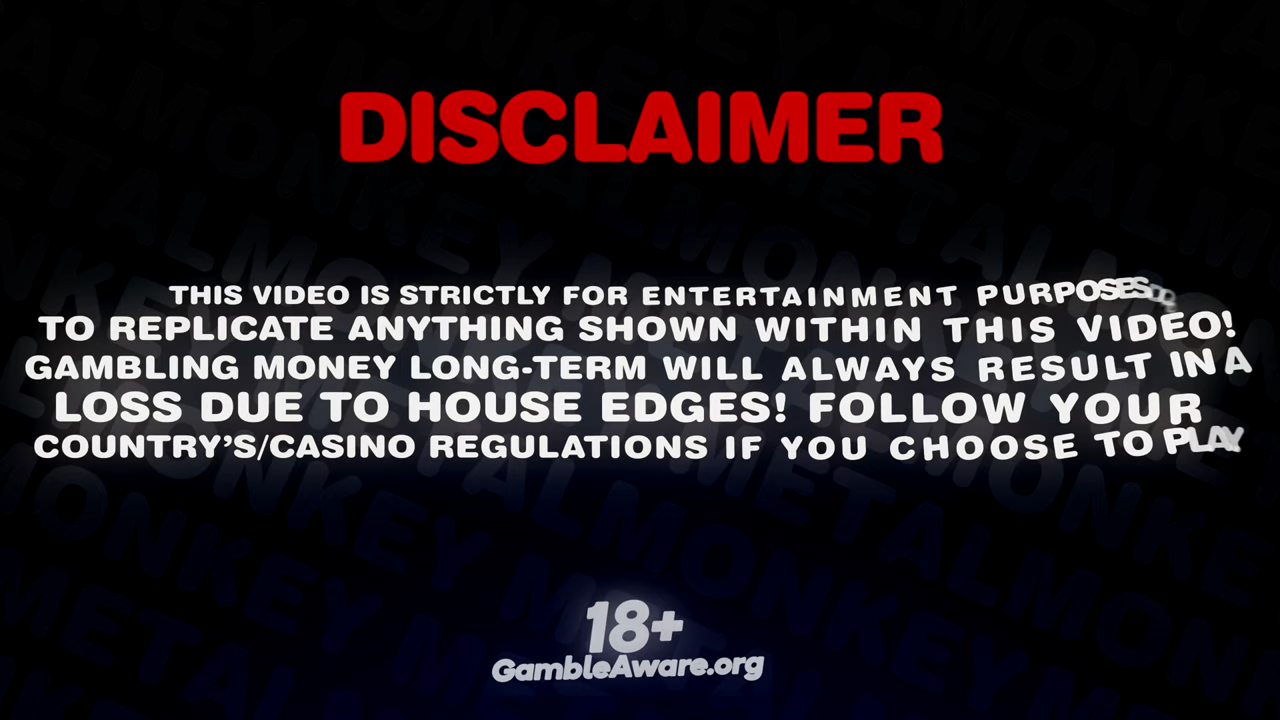 DISCLAIMER
THIS VIDEO IS STRICTLY FOR ENTERTAINMENT PURPOSES
TO REPLICATE ANYTHING SHOWN WITHIN THIS VIDEO!
GAMBLING MONEY LONG-TERM WILL ALWAYS RESULT IN A
LOSS DUE TO HOUSE EDGES! FOLLOW YOUR
COUNTRY'S/CASINO REGULATIONS IF YOU CHOOSE TO PLAY
18+
GambleAware.org